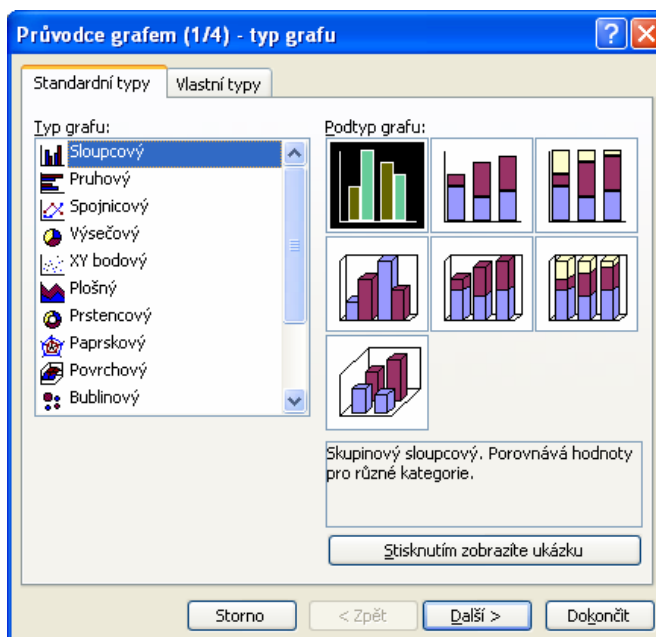 Průvodce grafem (1/4) - typ grafu
Standardní typy
Vlastní typy
Typ grafu:
Sloupcový
Pruhový
Spojnicový
Výsečový
XY bodový
Plošný
Prstencový
Paprskový
Povrchový
Bublinový
Podtyp grafu:
Skupinový sloupcový. Porovnává hodnoty
pro různé kategorie.
Stisknutím zobrazíte ukázku
Storno
< Zpět
Další >
Dokončit